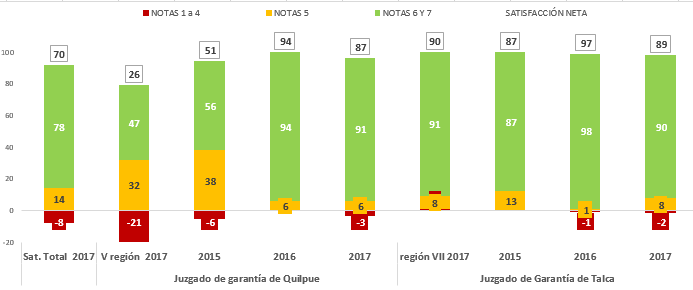 NOTAS 1 a 4 NOTAS 5 NOTAS 6 Y 7 SATISFACCIÓN NETA
70 26 51 94 87 90 87 97 89
100
80
60
40
20
0
-20
78 47 56 94 91 91 87 98 90
14 32 38 6 6 8 13 1 8
-8 -21 -6 -3 -1 -2
Sat. Total 2017 V región 2017 2015 2016 2017 región VII 2017 2015 2016 2017
Juzgado de garantía de Quilpue Juzgado de Garantía de Talca